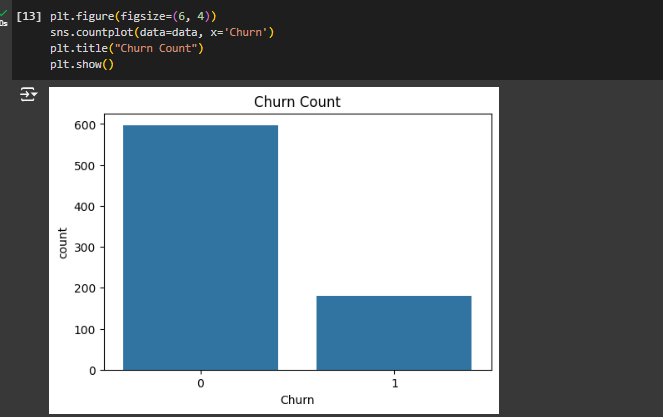 [13] plt.figure(figsize=(6, 4))
sns.countplot(data=data, x='Churn')
plt.title("Churn Count")
plt.show()
0s
Churn Count
600
500
400
300
200
100
0
count
0 1
Churn